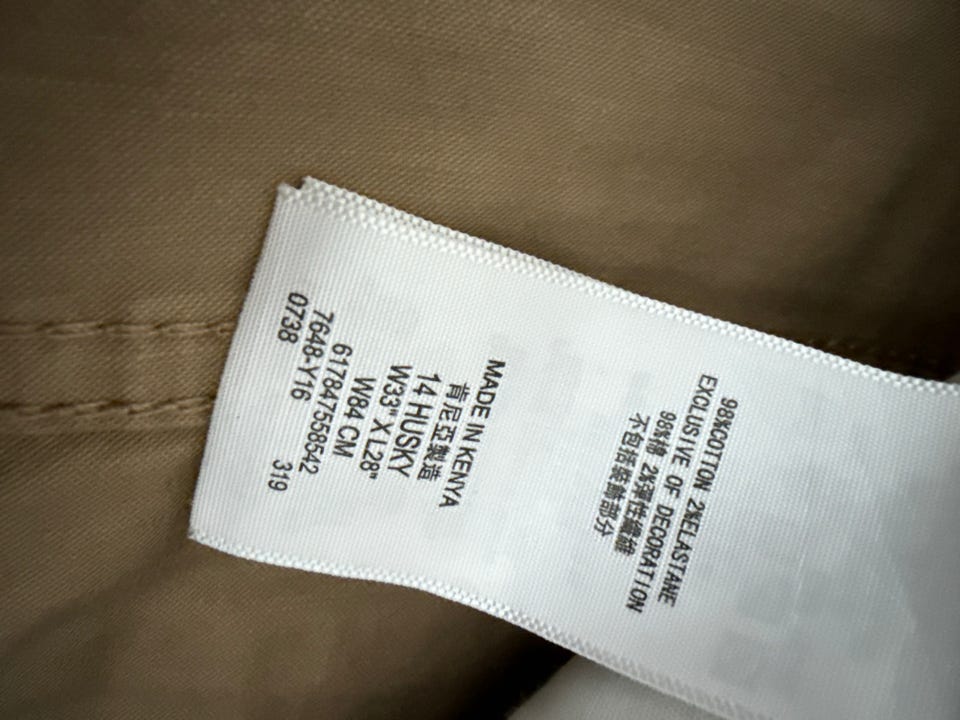 98%COTTON 2%ELASTANE
EXCLUSIVE OF DECORATION
98%棉 2%彈性纖維
不包括裝飾部分
MADE IN KENYA
肯尼亞製造
14 HUSKY
W33" X L28"
W84 CM
617847558542
7648-Y16 319
0738